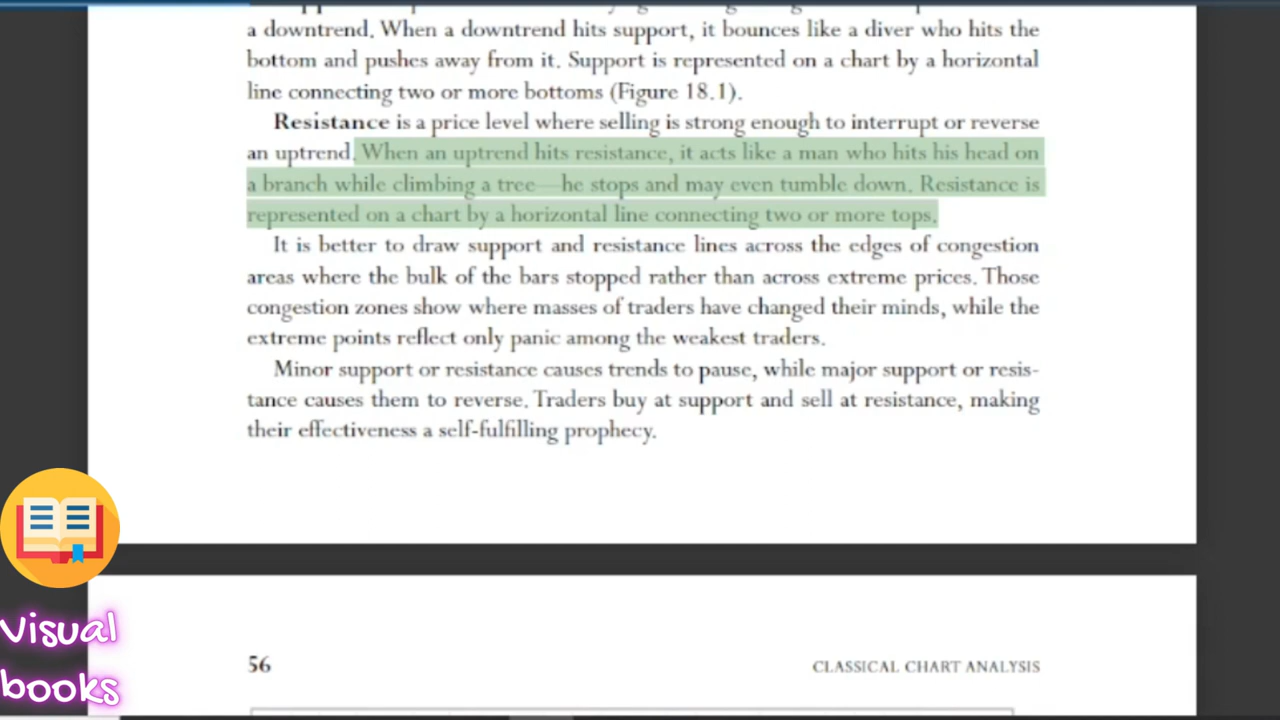 a downtrend. When a downtrend hits support, it bounces like a diver who hits the
bottom and pushes away from it. Support is represented on a chart by a horizontal
line connecting two or more bottoms (Figure 18.1).
Resistance is a price level where selling is strong enough to interrupt or reverse
an uptrend. When an uptrend hits resistance, it acts like a man who hits his head on
a branch while climbing a tree—he stops and may even tumble down. Resistance is
represented on a chart by a horizontal line connecting two or more tops.
It is better to draw support and resistance lines across the edges of congestion
areas where the bulk of the bars stopped rather than across extreme prices. Those
congestion zones show where masses of traders have changed their minds, while the
extreme points reflect only panic among the weakest traders.
Minor support or resistance causes trends to pause, while major support or resis-
tance causes them to reverse. Traders buy at support and sell at resistance, making
their effectiveness a self-fulfilling prophecy.
Visual
books
56 CLASSICAL CHART ANALYSIS